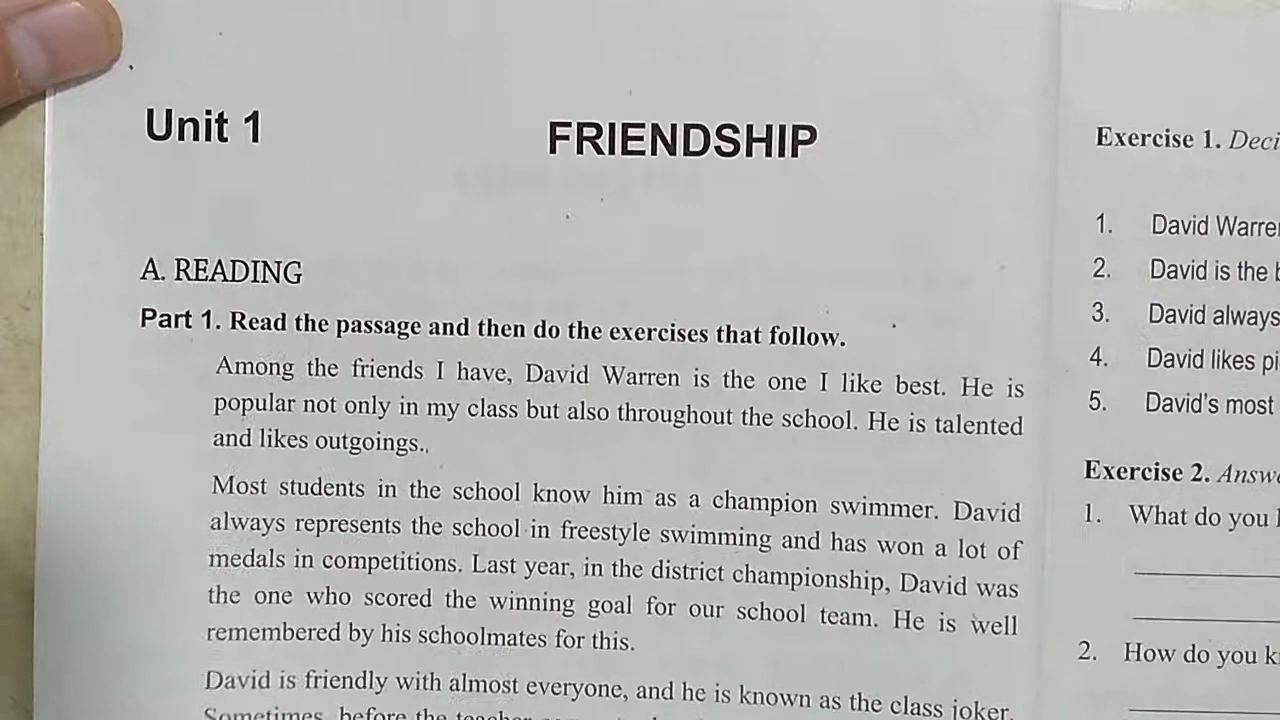 Unit 1
FRIENDSHIP
A. READING
Part 1. Read the passage and then do the exercises that follow.
Among the friends I have, David Warren is the one I like best. He is
popular not only in my class but also throughout the school. He is talented
and likes outgoings..
Most students in the school know him as a champion swimmer. David
always represents the school in freestyle swimming and has won a lot of
medals in competitions. Last year, in the district championship, David was
the one who scored the winning goal for our school team. He is well
remembered by his schoolmates for this.
David is friendly with almost everyone, and he is known as the class joker.
Sometimes, before the teacher
Exercise 1.
1. David Warren
2. David is the
3. David always
4. David likes
5. David's most
Exercise 2.
1. What do you
2. How do you